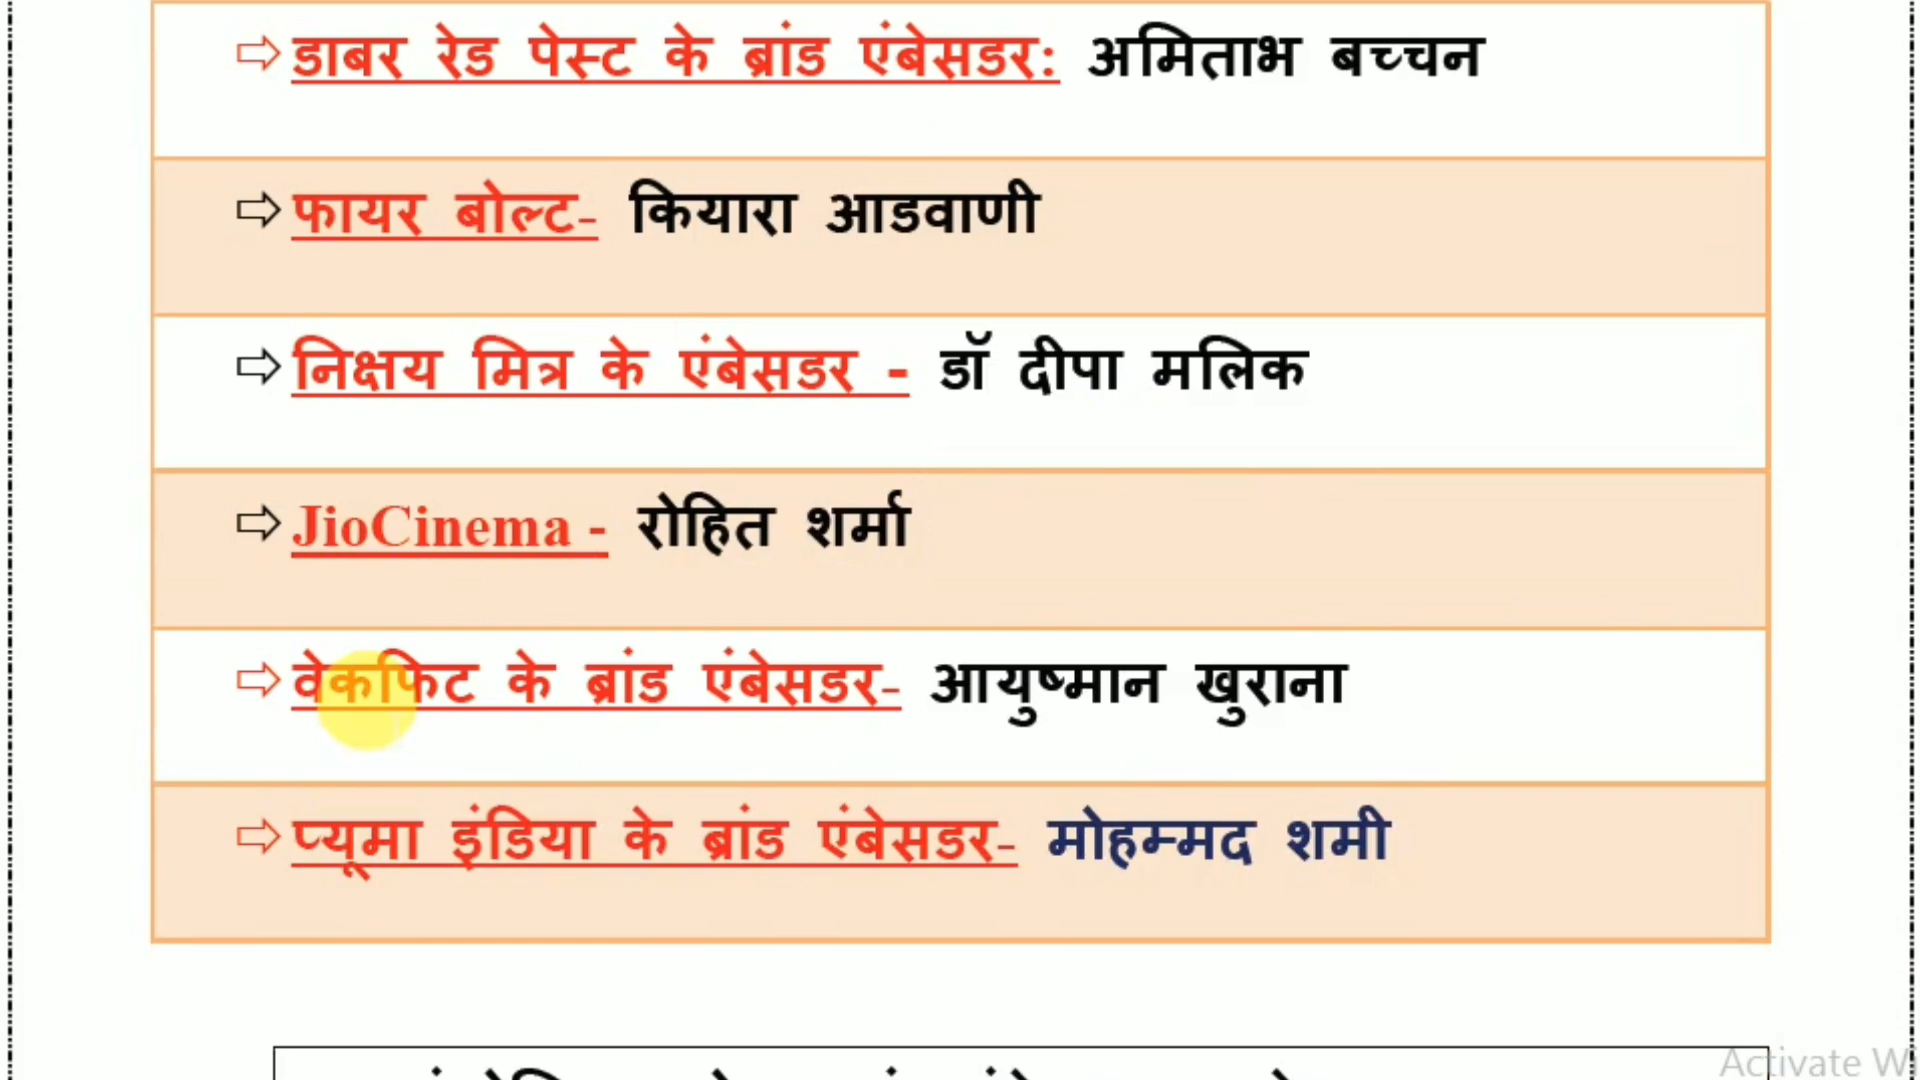 ⇨ डाबर रेड पेस्ट के ब्रांड एंबेसडर: अमिताभ बच्चन
⇨ फायर बोल्ट- कियारा आडवाणी
⇨ निक्षय मित्र के एंबेसडर - डॉ दीपा मलिक
⇨ JioCinema - रोहित शर्मा
⇨ वेकफिट के ब्रांड एंबेसडर- आयुष्मान खुराना
⇨ प्यूमा इंडिया के ब्रांड एंबेसडर- मोहम्मद शमी
Activate